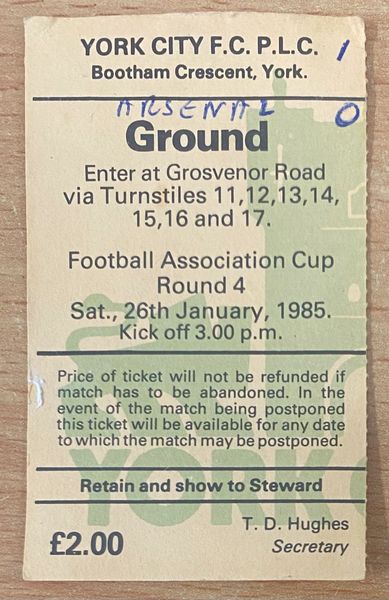 YORK CITY F.C. P.L.C. 1
Bootham Crescent, York.
ARSENAL 0
Ground
Enter at Grosvenor Road
via Turnstiles 11,12,13,14,
15,16 and 17.
Football Association Cup
Round 4
Sat., 26th January, 1985.
Kick off 3.00 p.m.
Price of ticket will not be refunded if
match has to be abandoned. In the
event of the match being postponed
this ticket will be available for any date
to which the match may be postponed.
YORK C
Retain and show to Steward
£2.00
T. D. Hughes
Secretary